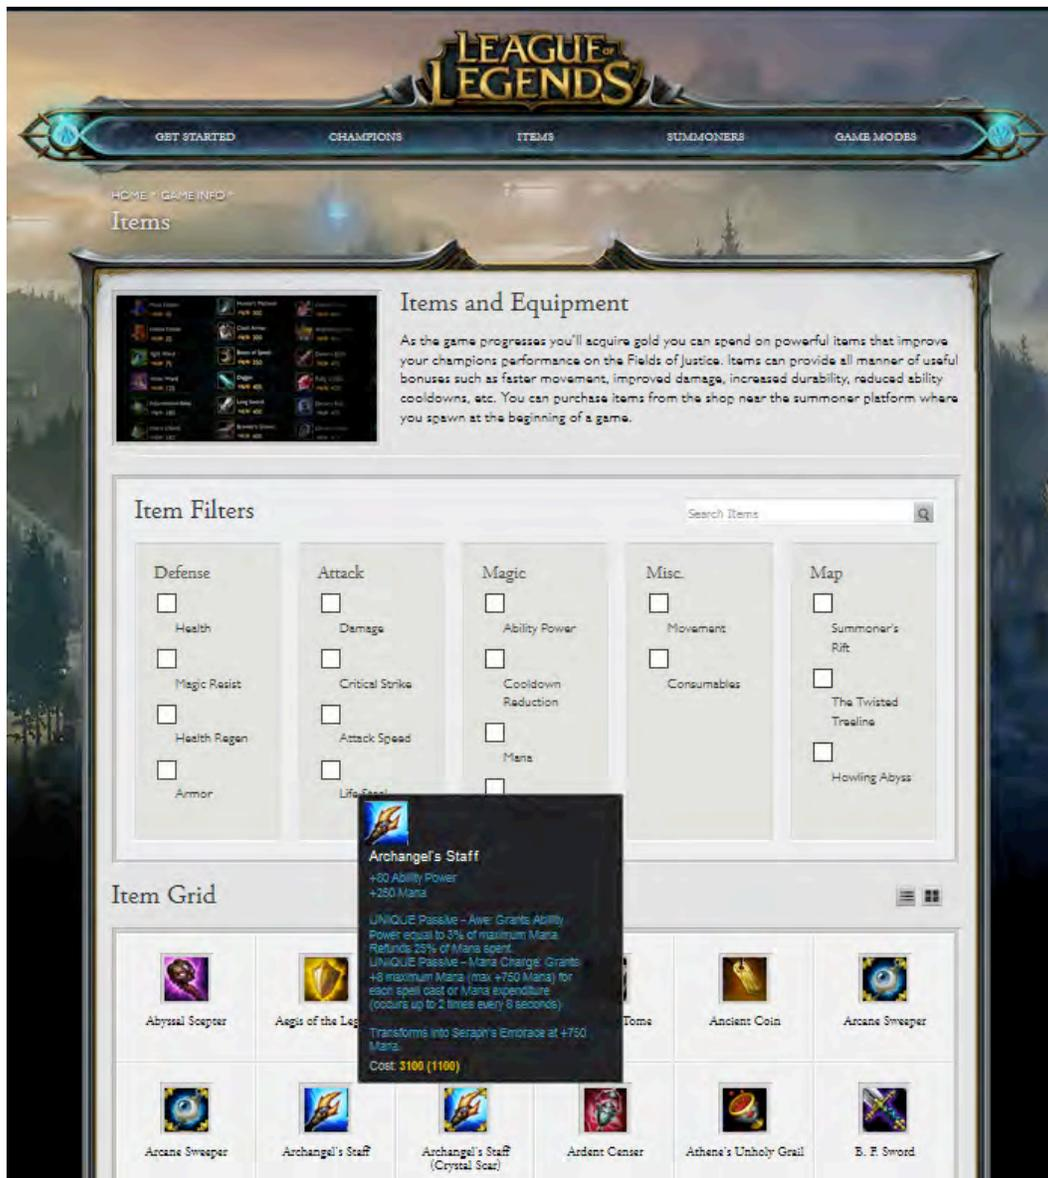 LEAGUE OF
LEGENDS
GET STARTED CHAMPIONS ITEMS SUMMONERS GAME MODES
HOME > GAME INFO >
Items
Items and Equipment
As the game progresses you'll acquire gold you can spend on powerful items that improve
your champions performance on the Fields of Justice. Items can provide all manner of useful
bonuses such as faster movement, improved damage, increased durability, reduced ability
cooldowns, etc. You can purchase items from the shop near the summoner platform where
you spawn at the beginning of a game.
Item Filters
Search Items
Defense
Health
Magic Resist
Health Regen
Armor
Attack
Damage
Critical Strike
Attack Speed
Life Steal
Magic
Ability Power
Cooldown
Reduction
Mana
Misc.
Movement
Consumables
Map
Summoner's
Rift
The Twisted
Treeline
Howling Abyss
Archangel's Staff
+80 Ability Power
+250 Mana
UNIQUE Passive – Awe: Grants Ability
Power equal to 3% of maximum Mana.
Refunds 25% of Mana spent.
UNIQUE Passive – Mana Charge: Grants
+8 maximum Mana (max +750 Mana) for
each spell cast or Mana expenditure
(occurs up to 2 times every 8 seconds).
Transforms into Seraph's Embrace at +750
Mana.
Cost: 3100 (1100)
Item Grid
Abyssal Scepter Aegis of the Leg Tome Ancient Coin Arcane Sweeper
Arcane Sweeper Archangel's Staff Archangel's Staff
(Crystal Scar) Ardent Censer Athene's Unholy Grail B. F. Sword